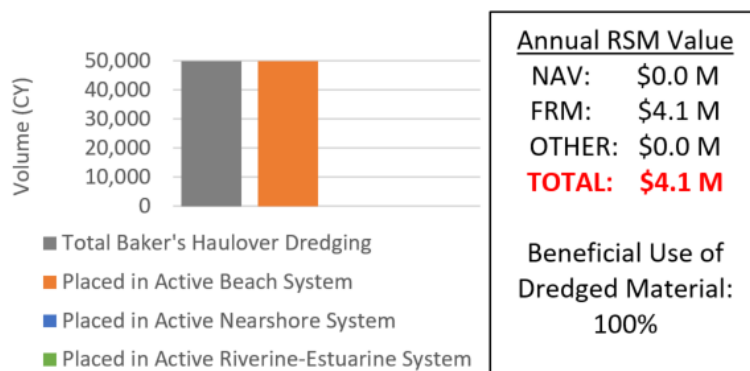 Volume (CY)
50,000
40,000
30,000
20,000
10,000
0
Total Baker's Haulover Dredging
Placed in Active Beach System
Placed in Active Nearshore System
Placed in Active Riverine-Estuarine System
Annual RSM Value
NAV: $0.0 M
FRM: $4.1 M
OTHER: $0.0 M
TOTAL: $4.1 M
Beneficial Use of
Dredged Material:
100%